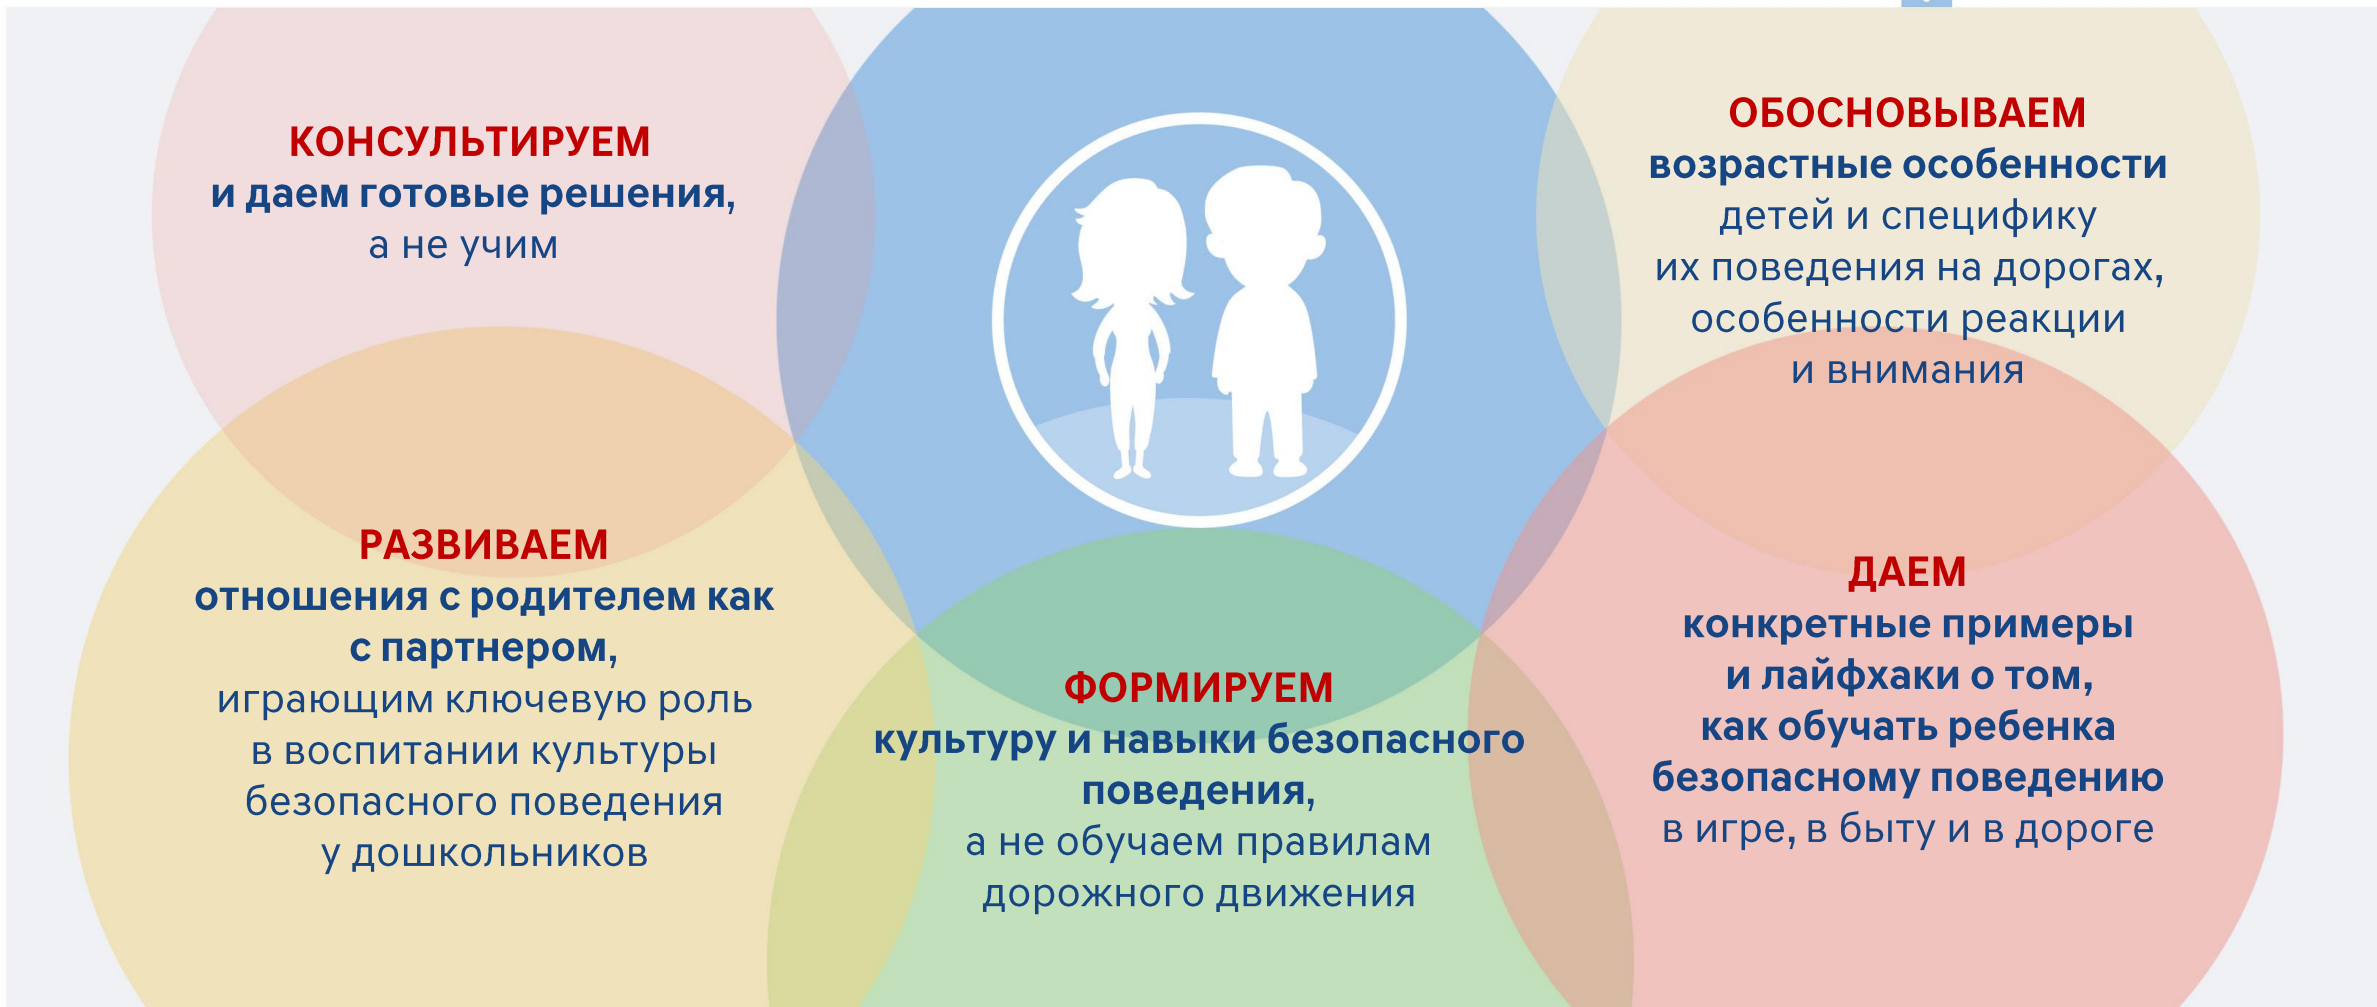 КОНСУЛЬТИРУЕМ
и даем готовые решения,
а не учим
ОБОСНОВЫВАЕМ
возрастные особенности
детей и специфику
их поведения на дорогах,
особенности реакции
и внимания
РАЗВИВАЕМ
отношения с родителем как
с партнером,
играющим ключевую роль
в воспитании культуры
безопасного поведения
у дошкольников
ФОРМИРУЕМ
культуру и навыки безопасного
поведения,
а не обучаем правилам
дорожного движения
ДАЕМ
конкретные примеры
и лайфхаки о том,
как обучать ребенка
безопасному поведению
в игре, в быту и в дороге